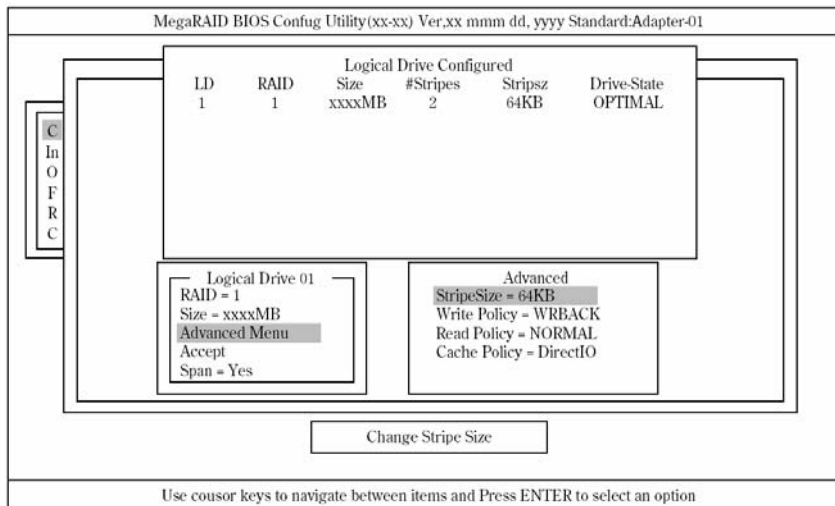 MegaRAID BIOS Confug Utility(xx-xx) Ver,xx mmm dd, yyyy Standard:Adapter-01
Logical Drive Configured
LD RAID Size #Stripes Stripsz Drive-State
1 1 xxxxMB 2 64KB OPTIMAL
C
In
O
F
R
C
Logical Drive 01
RAID = 1
Size = xxxxMB
Advanced Menu
Accept
Span = Yes
Advanced
StripeSize = 64KB
Write Policy = WRBACK
Read Policy = NORMAL
Cache Policy = DirectIO
Change Stripe Size
Use cousor keys to navigate between items and Press ENTER to select an option